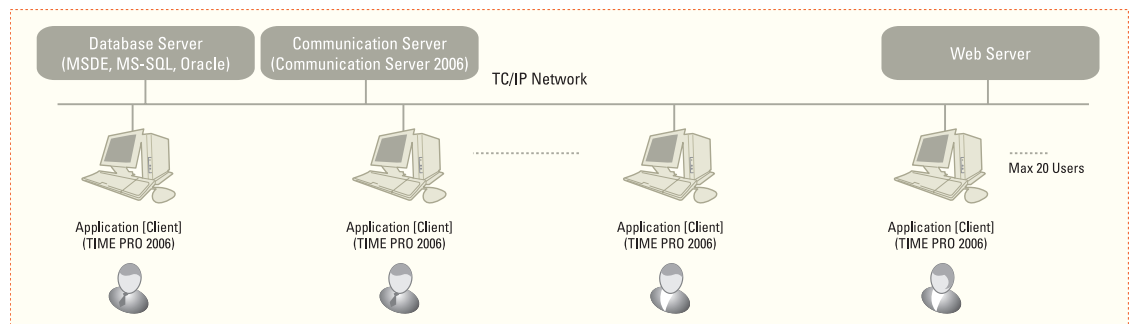 Database Server
(MSDE, MS-SQL, Oracle)
Communication Server
(Communication Server 2006)
Web Server
TC/IP Network
Max 20 Users
Application [Client]
(TIME PRO 2006)
Application [Client]
(TIME PRO 2006)
Application [Client]
(TIME PRO 2006)
Application [Client]
(TIME PRO 2006)